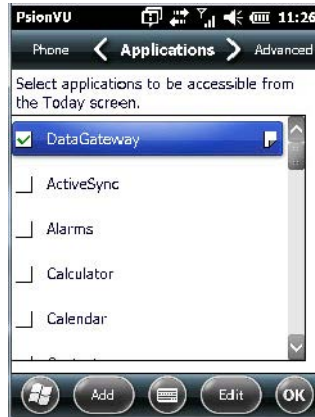 PsionVU 11:26
Phone Applications Advanced
Select applications to be accessible from
the Today screen.
DataGateway
ActiveSync
Alarms
Calculator
Calendar
Add Edit OK